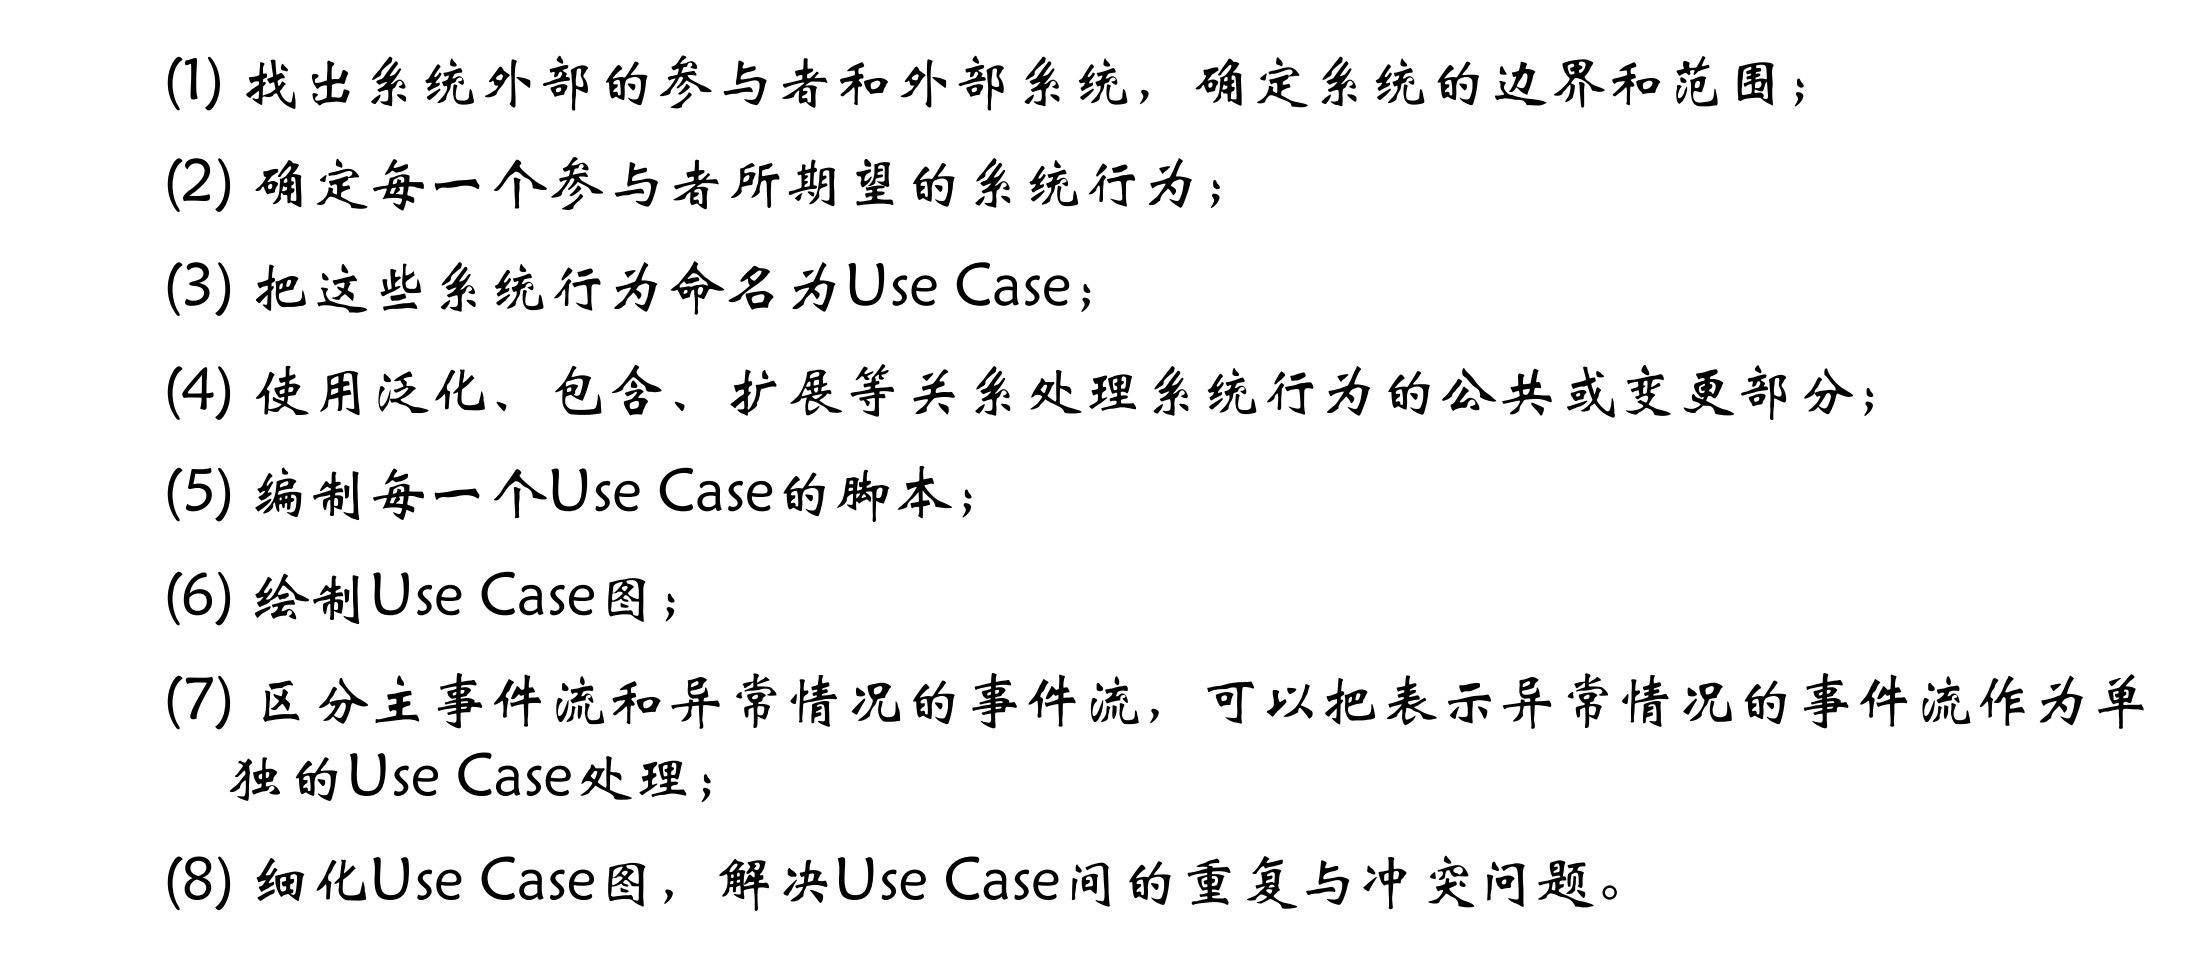 (1) 找出系统外部的参与者和外部系统，确定系统的边界和范围；
(2) 确定每一个参与者所期望的系统行为；
(3) 把这些系统行为命名为Use Case；
(4) 使用泛化、包含、扩展等关系处理系统行为的公共或变更部分；
(5) 编制每一个Use Case的脚本；
(6) 绘制Use Case图；
(7) 区分主事件流和异常情况的事件流，可以把表示异常情况的事件流作为单
独的Use Case处理；
(8) 细化Use Case图，解决Use Case间的重复与冲突问题。